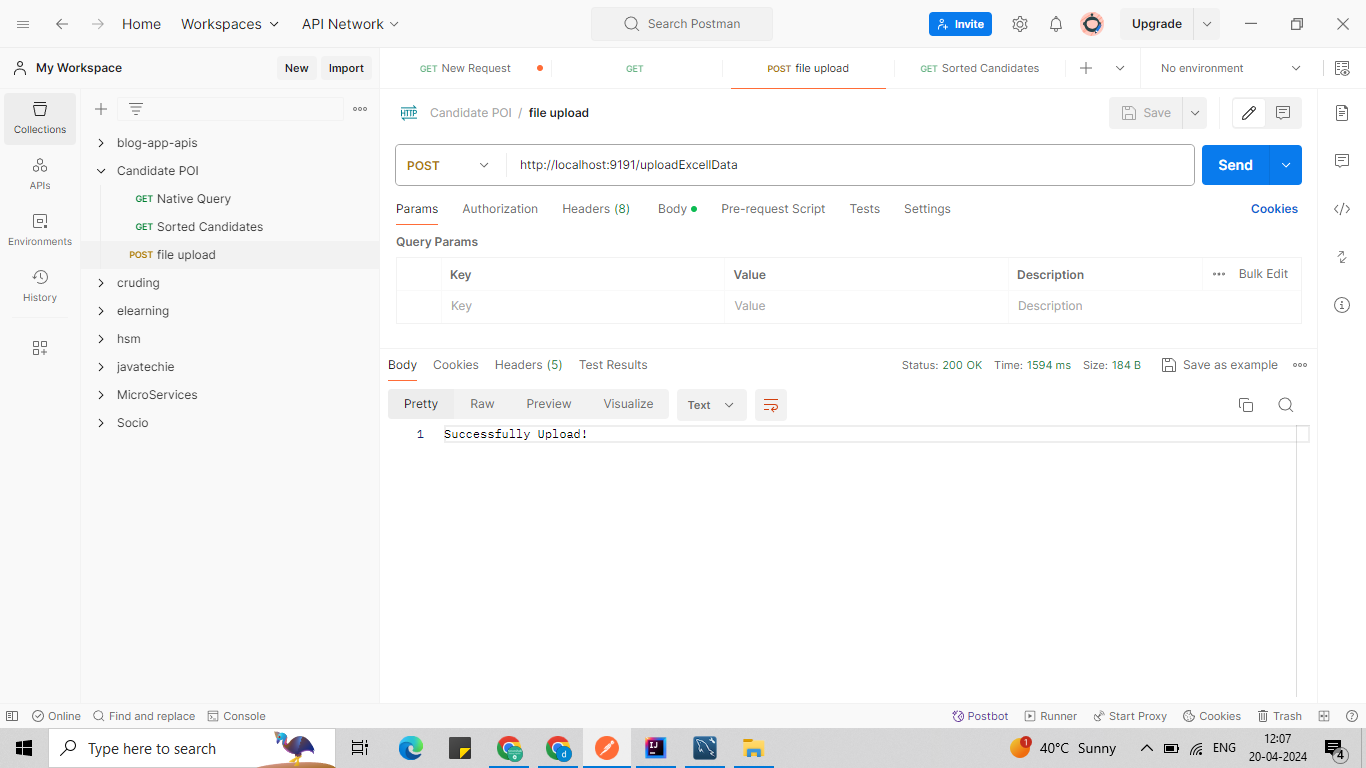 Home Workspaces API Network Search Postman Invite Upgrade
My Workspace New Import GET New Request GET POST file upload GET Sorted Candidates No environment
Collections
APIs
Environments
History
blog-app-apis
Candidate POI
GET Native Query
GET Sorted Candidates
POST file upload
cruding
elearning
hsm
javatechie
MicroServices
Socio
HTTP Candidate POI / file upload Save
POST http://localhost:9191/uploadExcellData Send
Params Authorization Headers (8) Body Pre-request Script Tests Settings Cookies
Query Params
Key Value Description Bulk Edit
Key Value Description
Body Cookies Headers (5) Test Results Status: 200 OK Time: 1594 ms Size: 184 B Save as example
Pretty Raw Preview Visualize Text
1 Successfully Upload!
Online Find and replace Console Postbot Runner Start Proxy Cookies Trash
Type here to search 1 40°C Sunny ENG 12:07
20-04-2024 4